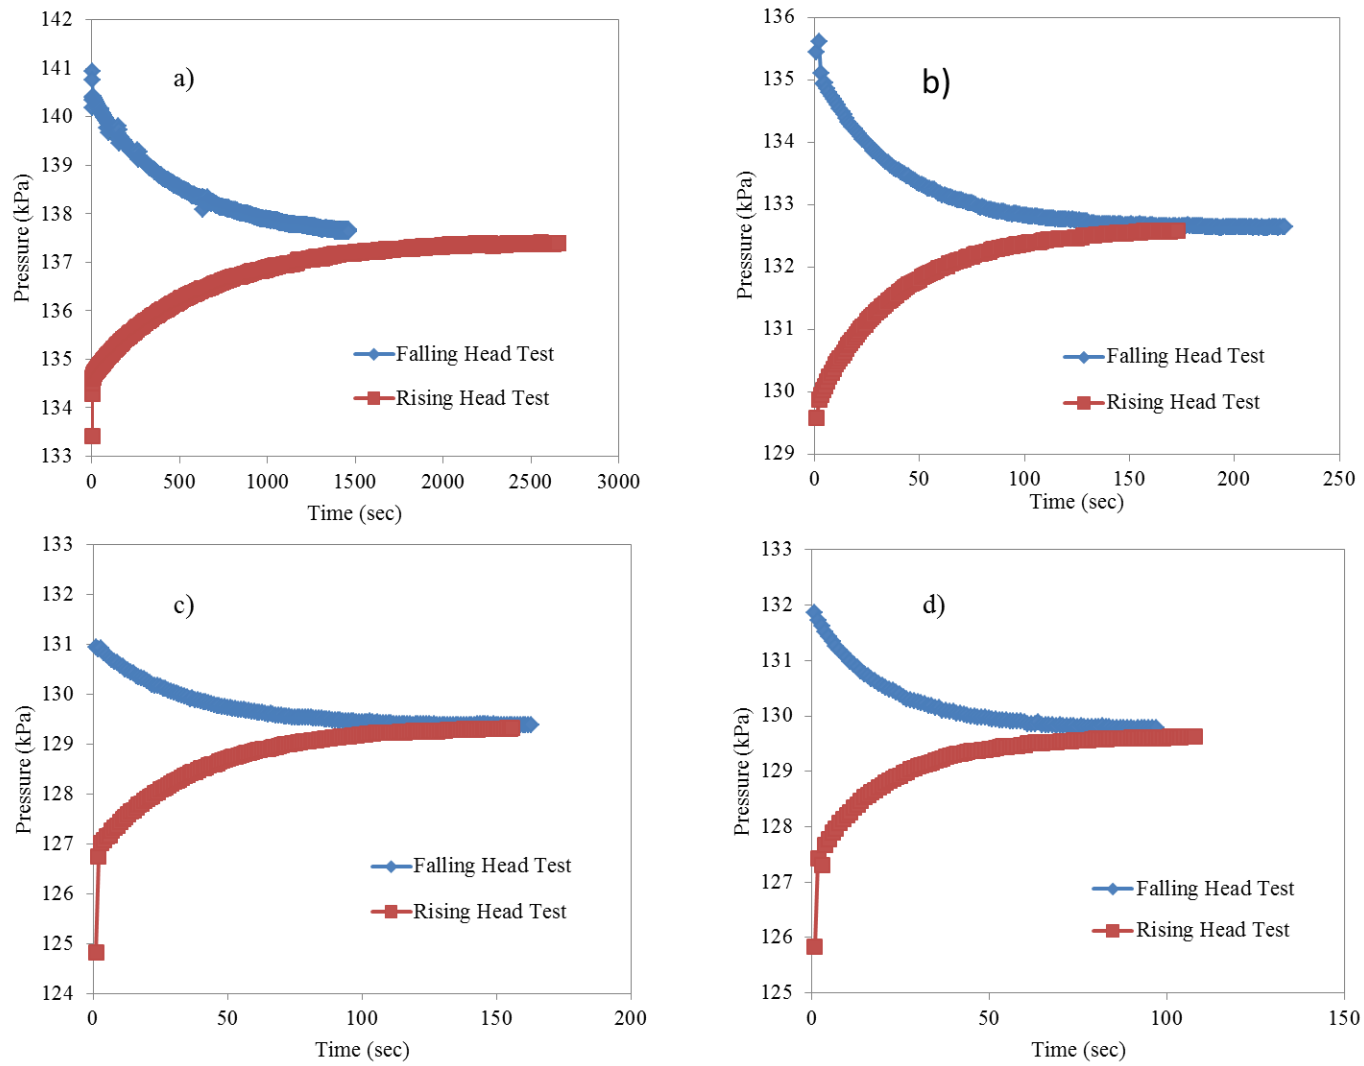 a)
142
141
140
139
138
137
136
135
134
133
Pressure (kPa)
Falling Head Test
Rising Head Test
0 500 1000 1500 2000 2500 3000
Time (sec)
b)
136
135
134
133
132
131
130
129
Pressure (kPa)
Falling Head Test
Rising Head Test
0 50 100 150 200 250
Time (sec)
c)
133
132
131
130
129
128
127
126
125
124
Pressure (kPa)
Falling Head Test
Rising Head Test
0 50 100 150 200
Time (sec)
d)
133
132
131
130
129
128
127
126
125
Pressure (kPa)
Falling Head Test
Rising Head Test
0 50 100 150
Time (sec)